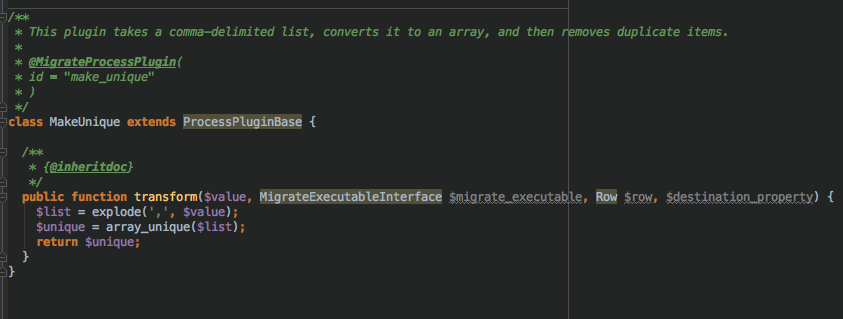 /**
 * This plugin takes a comma-delimited list, converts it to an array, and then removes duplicate items.
 *
 * @MigrateProcessPlugin(
 * id = "make_unique"
 * )
 */
class MakeUnique extends ProcessPluginBase {
  /**
   * {@inheritdoc}
   */
  public function transform($value, MigrateExecutableInterface $migrate_executable, Row $row, $destination_property) {
    $list = explode(',', $value);
    $unique = array_unique($list);
    return $unique;
  }
}